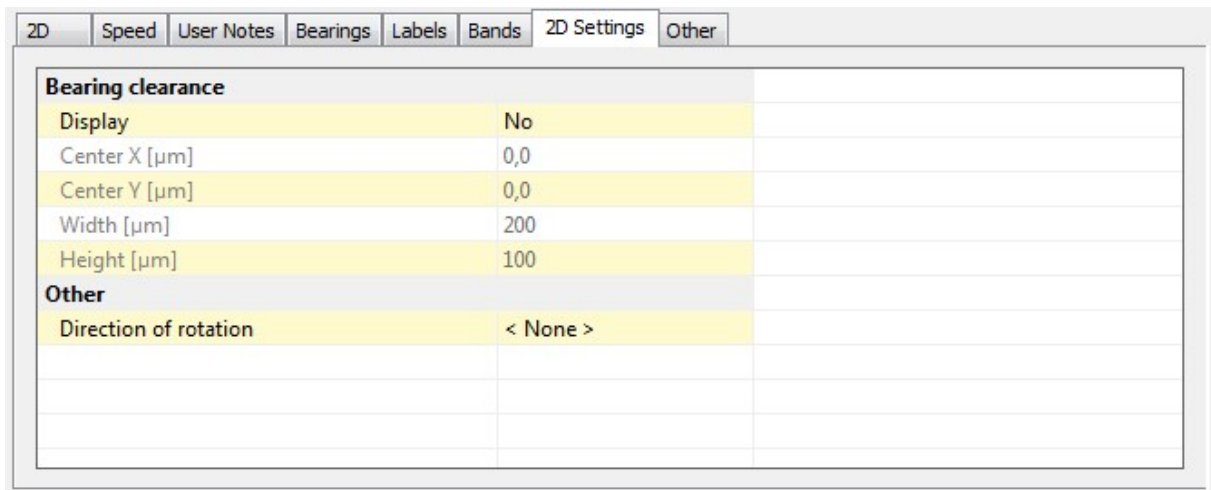 2D Speed User Notes Bearings Labels Bands 2D Settings Other
Bearing clearance
Display No
Center X [µm] 0,0
Center Y [µm] 0,0
Width [µm] 200
Height [µm] 100
Other
Direction of rotation < None >